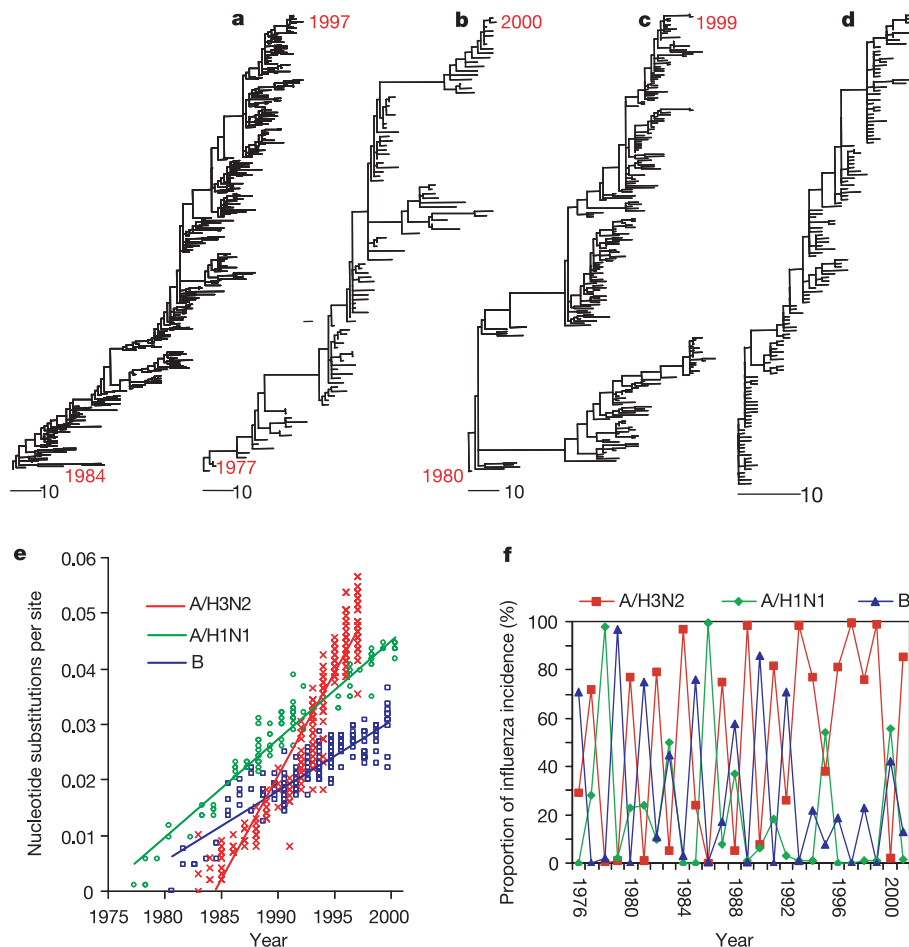 a b c d
1997 2000 1999
1984 1977 1980
10 10 10 10
e
0.06
0.05
0.04
0.03
0.02
0.01
0
Nucleotide substitutions per site
A/H3N2
A/H1N1
B
1975 1980 1985 1990 1995 2000
Year
f
A/H3N2 A/H1N1 B
100
80
60
40
20
0
Proportion of influenza incidence (%)
1976 1980 1984 1988 1992 1996 2000
Year